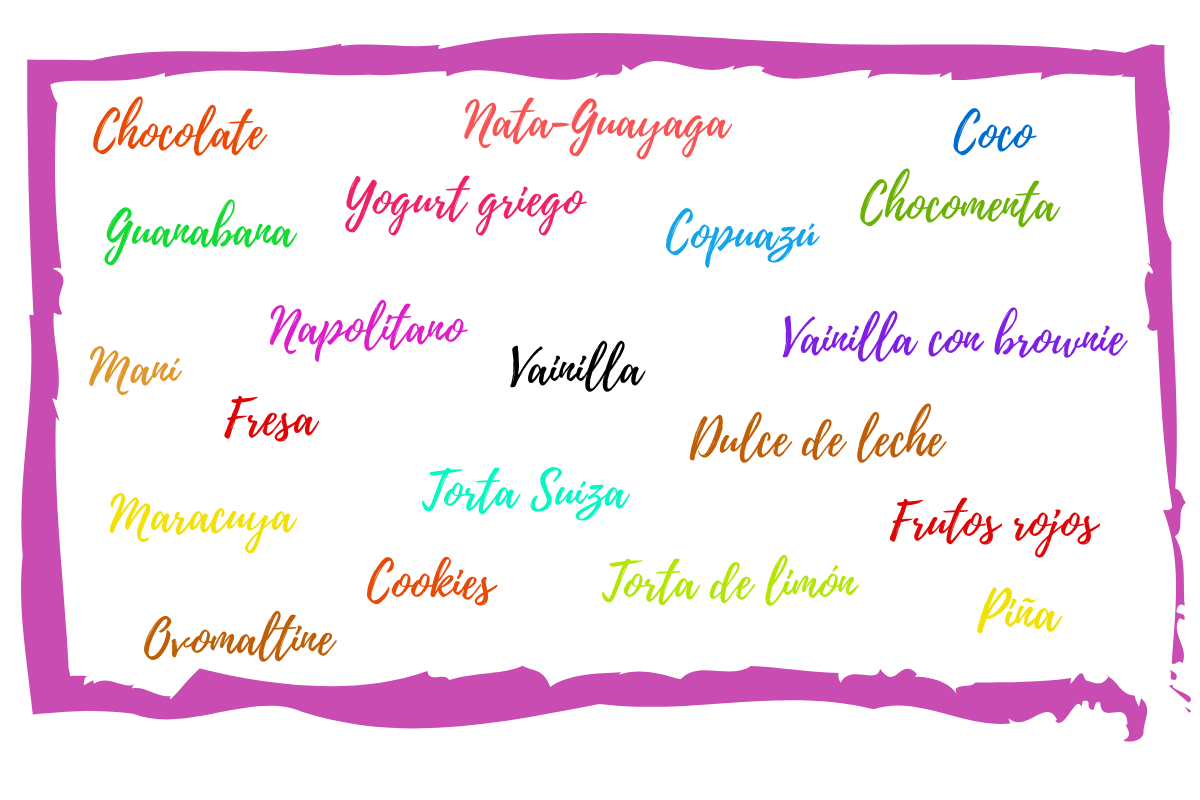 Chocolate
Nata-Guayaga
Coco
Guanabana
Yogurt griego
Copuazú
Chocomenta
Napolitano
Maní
Vainilla
Vainilla con brownie
Fresa
Dulce de leche
Maracuya
Torta Suiza
Frutos rojos
Cookies
Torta de limón
Piña
Ovomaltine